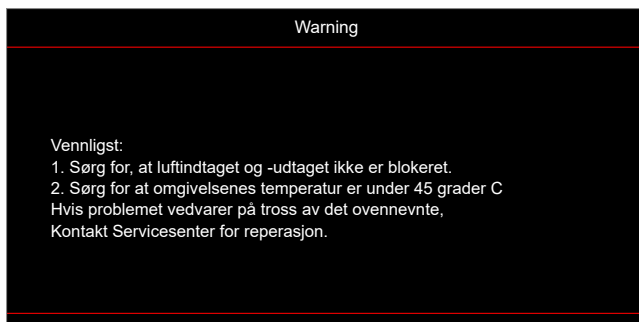 Warning
Vennligst:
1. Sørg for, at luftindtaget og -udtaget ikke er blokeret.
2. Sørg for at omgivelsenes temperatur er under 45 grader C
Hvis problemet vedvarer på tross av det ovennevnte,
Kontakt Servicesenter for reperasjon.